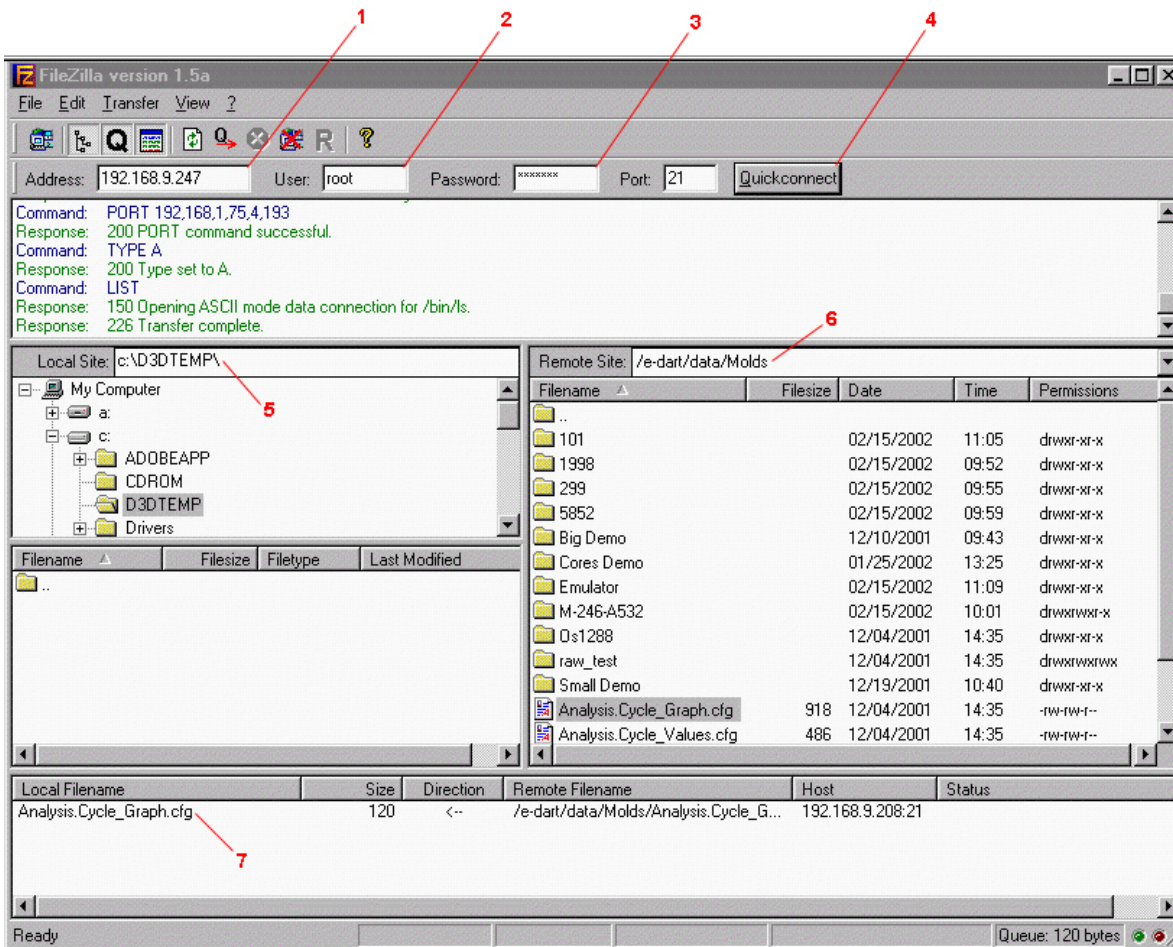 1 2 3 4
FileZilla version 1.5a
File Edit Transfer View ?
Address: 192.168.9.247 User: root Password: ******* Port: 21 Quickconnect
Command: PORT 192,168,1,75,4,193
Response: 200 PORT command successful.
Command: TYPE A
Response: 200 Type set to A.
Command: LIST
Response: 150 Opening ASCII mode data connection for /bin/ls.
Response: 226 Transfer complete.
6
Local Site: c:\D3DTEMP\
My Computer
a:
5
c:
ADOBEAPP
CDROM
D3DTEMP
Drivers
Filename Filesize Filetype Last Modified
..
Remote Site: /e-dart/data/Molds
Filename Filesize Date Time Permissions
..
101 02/15/2002 11:05 drwxr-xr-x
1998 02/15/2002 09:52 drwxr-xr-x
299 02/15/2002 09:55 drwxr-xr-x
5852 02/15/2002 09:59 drwxr-xr-x
Big Demo 12/10/2001 09:43 drwxr-xr-x
Cores Demo 01/25/2002 13:25 drwxr-xr-x
Emulator 02/15/2002 11:09 drwxr-xr-x
M-246-A532 02/15/2002 10:01 drwxrwxr-x
Os1288 12/04/2001 14:35 drwxr-xr-x
raw_test 12/04/2001 14:35 drwxrwxrwx
Small Demo 12/19/2001 10:40 drwxr-xr-x
Analysis.Cycle_Graph.cfg 918 12/04/2001 14:35 -rw-rw-r--
Analysis.Cycle_Values.cfg 486 12/04/2001 14:35 -rw-rw-r--
Local Filename Size Direction Remote Filename Host Status
Analysis.Cycle_Graph.cfg 120 <-- /e-dart/data/Molds/Analysis.Cycle_G... 192.168.9.208:21
7
Ready Queue: 120 bytes